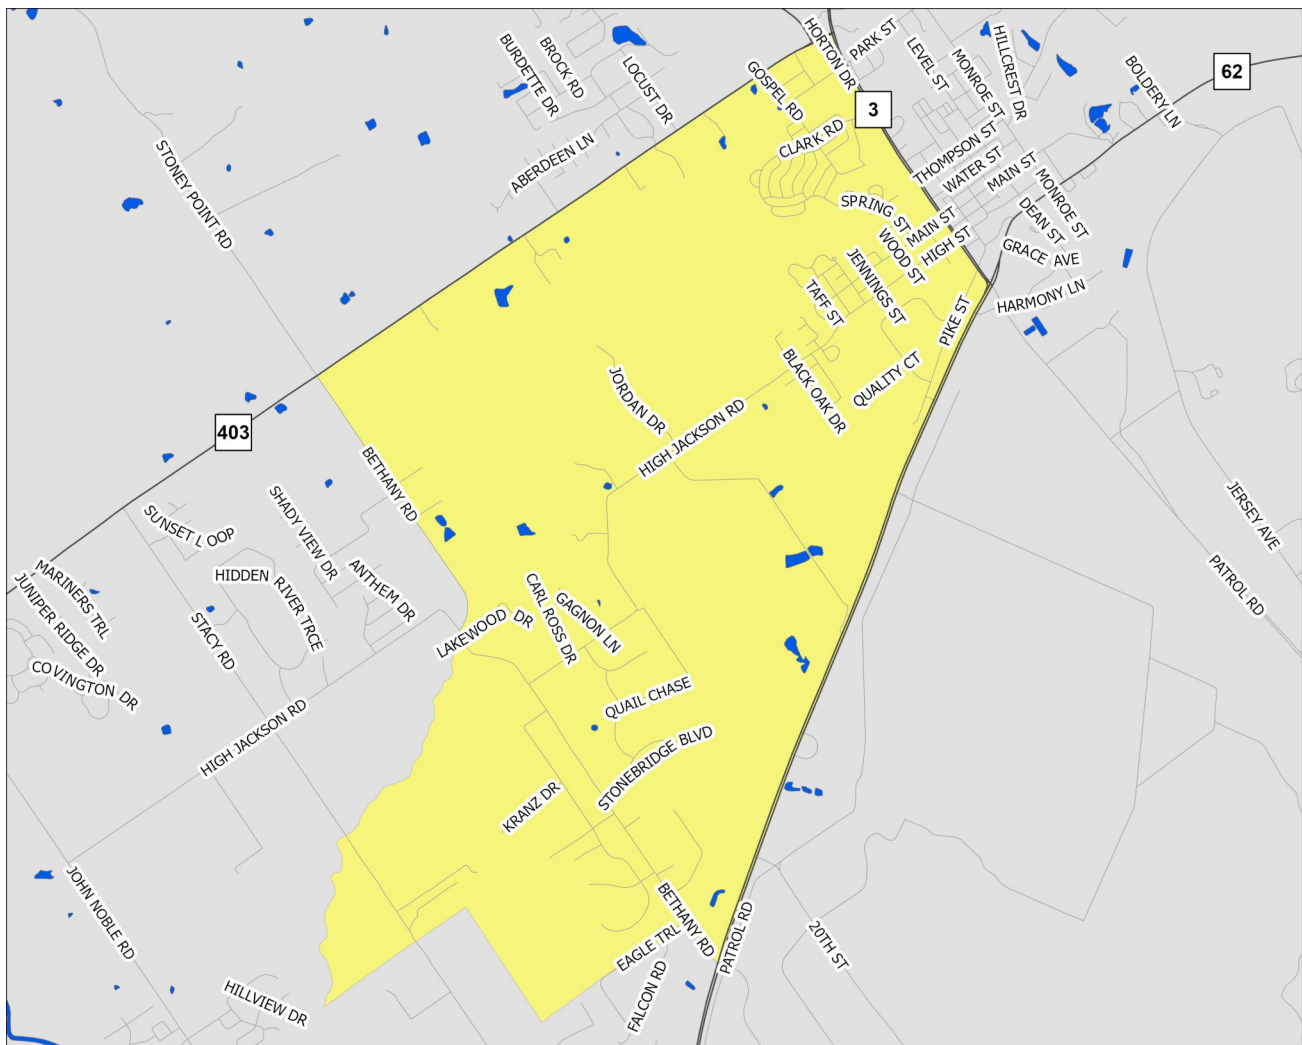 HORTON DR
PARK ST
LEVEL ST
MONROE ST
HILLCREST DR
BURDETTE DR
BROCK RD
LOCUST DR
GOSPEL RD
BOLDERY LN
62
3
CLARK RD
THOMPSON ST
WATER ST
MAIN ST
MONROE ST
ABERDEEN LN
STONEY POINT RD
SPRING ST
MAIN ST
WOOD ST
HIGH ST
DEAN ST
GRACE AVE
JENNINGS ST
TAFF ST
PIKE ST
HARMONY LN
BLACK OAK DR
QUALITY CT
JORDAN DR
HIGH JACKSON RD
403
BETHANY RD
SUNSET LOOP
SHADY VIEW DR
JERSEY AVE
PATROL RD
MARINERS TRL
JUNIPER RIDGE DR
HIDDEN RIVER TRCE
ANTHEM DR
STACY RD
COVINGTON DR
LAKEWOOD DR
CARL ROSS DR
GAGNON LN
QUAIL CHASE
HIGH JACKSON RD
STONEBRIDGE BLVD
KRANZ DR
JOHN NOBLE RD
BETHANY RD
EAGLE TRL
PATROL RD
20TH ST
FALCON RD
HILLVIEW DR